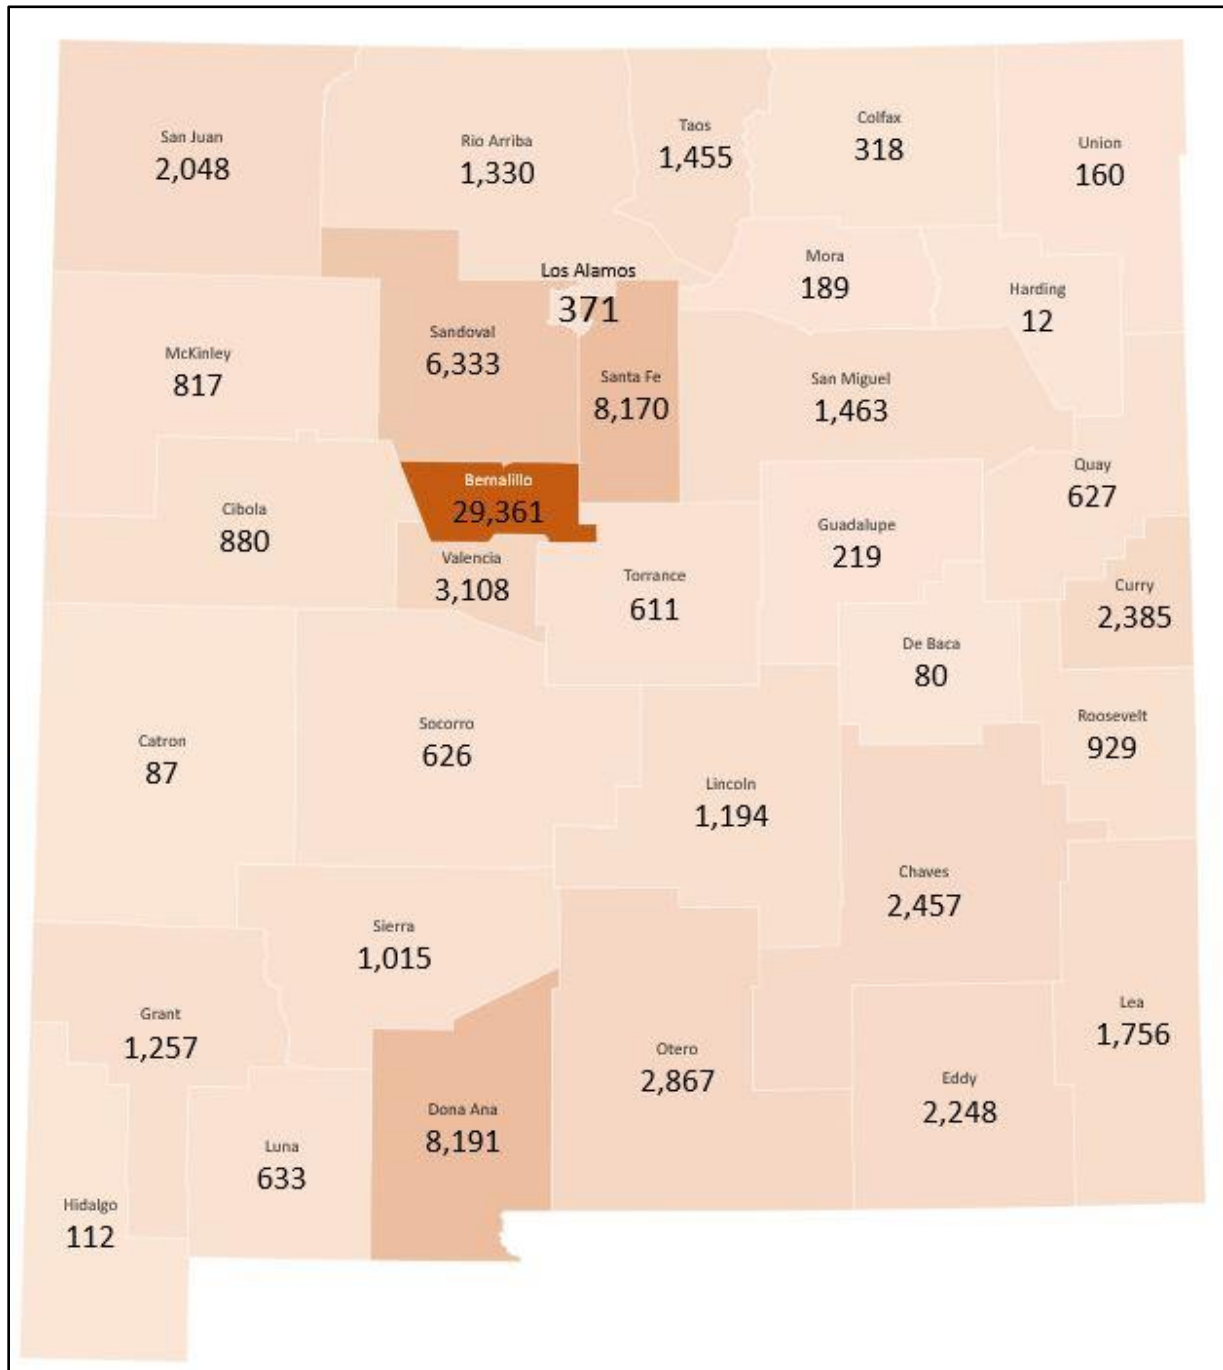 San Juan
2,048
Rio Arriba
1,330
Taos
1,455
Colfax
318
Union
160
Los Alamos
371
Mora
189
Harding
12
McKinley
817
Sandoval
6,333
Santa Fe
8,170
San Miguel
1,463
Quay
627
Cibola
880
Bernalillo
29,361
Valencia
3,108
Torrance
611
Guadalupe
219
Curry
2,385
De Baca
80
Catron
87
Socorro
626
Lincoln
1,194
Roosevelt
929
Chaves
2,457
Sierra
1,015
Grant
1,257
Otero
2,867
Lea
1,756
Eddy
2,248
Dona Ana
8,191
Luna
633
Hidalgo
112